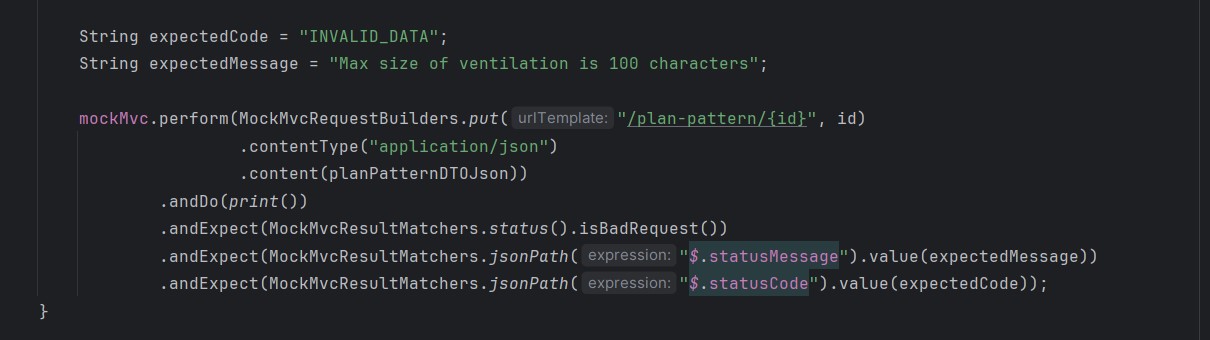 String expectedCode = "INVALID_DATA";
String expectedMessage = "Max size of ventilation is 100 characters";
mockMvc.perform(MockMvcRequestBuilders.put( urlTemplate: "/plan-pattern/{id}", id)
.contentType("application/json")
.content(planPatternDTOJson))
.andDo(print())
.andExpect(MockMvcResultMatchers.status().isBadRequest())
.andExpect(MockMvcResultMatchers.jsonPath( expression: "$.statusMessage").value(expectedMessage))
.andExpect(MockMvcResultMatchers.jsonPath( expression: "$.statusCode").value(expectedCode));
}